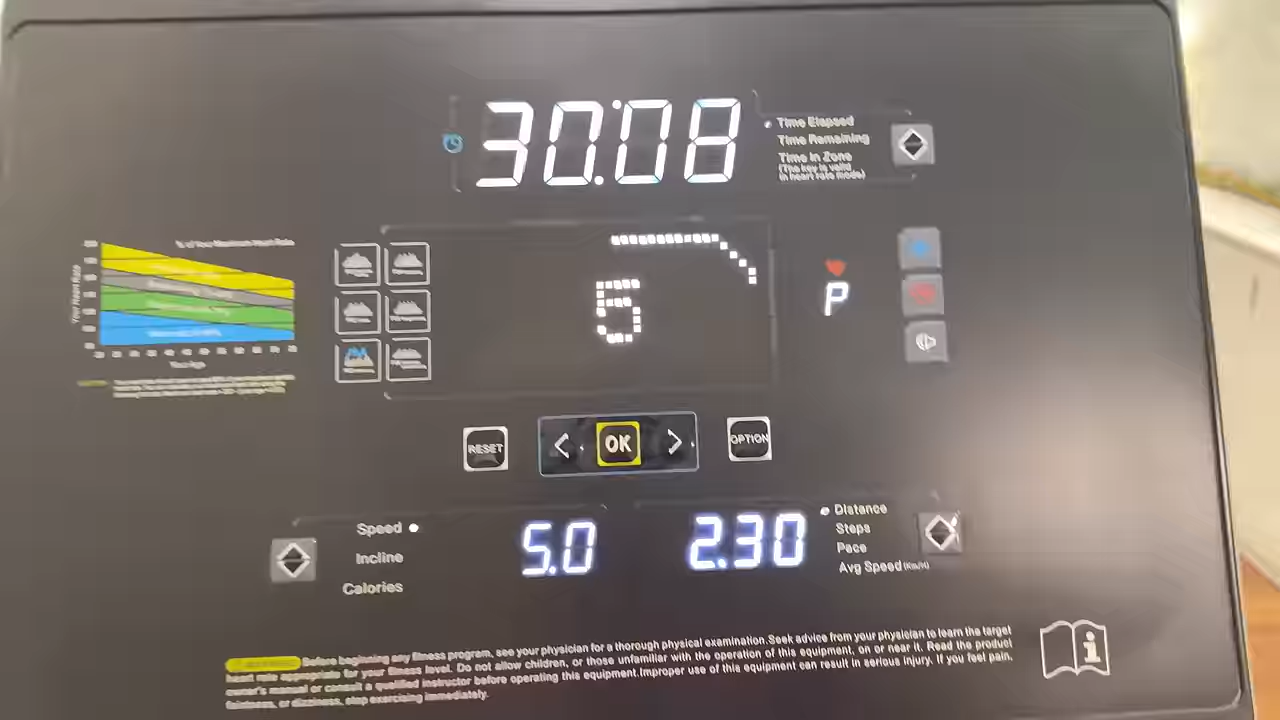 30:08
Time Elapsed
Time Remaining
Time In Zone
(The key is valid
in heart rate mode)
% of Your Maximum Heart Rate
Your Heart Rate
Your Age
5
P
RESET
< OK >
OPTION
Speed
Incline
Calories
5.0
2.30
Distance
Steps
Pace
Avg Speed (Km/H)
Before beginning any fitness program, see your physician for a thorough physical examination.Seek advice from your physician to learn the target
heart rate appropriate for your fitness level. Do not allow children, or those unfamiliar with the operation of this equipment, on or near it. Read the product
owner's manual or consult a qualified instructor before operating this equipment.Improper use of this equipment can result in serious injury. If you feel pain,
faintness, or dizziness, stop exercising immediately.